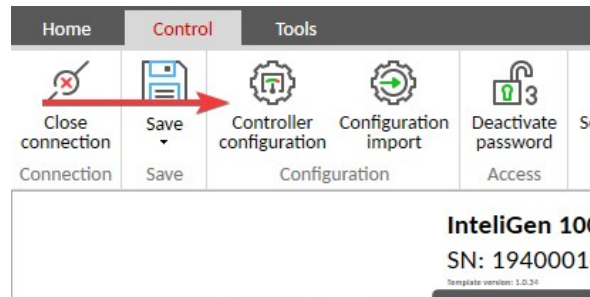 Home Control Tools
Close connection Save Controller configuration Configuration import Deactivate password
Connection Save Configuration Access
InteliGen 100
SN: 1940001
Template version: 1.0.34